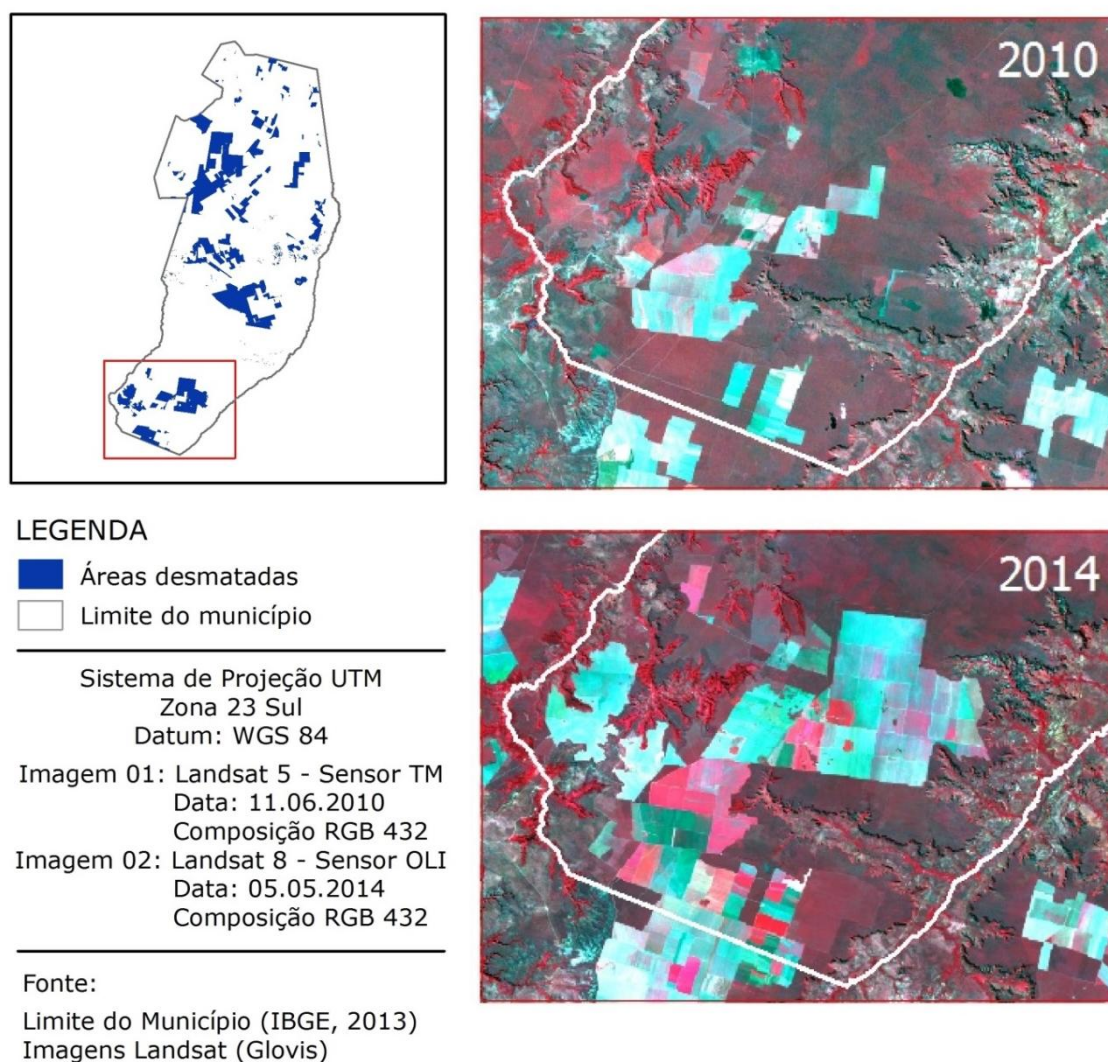 2010
LEGENDA
Áreas desmatadas
Limite do município
Sistema de Projeção UTM
Zona 23 Sul
Datum: WGS 84
Imagem 01: Landsat 5 - Sensor TM
Data: 11.06.2010
Composição RGB 432
Imagem 02: Landsat 8 - Sensor OLI
Data: 05.05.2014
Composição RGB 432
Fonte:
Limite do Município (IBGE, 2013)
Imagens Landsat (Glovis)
2014